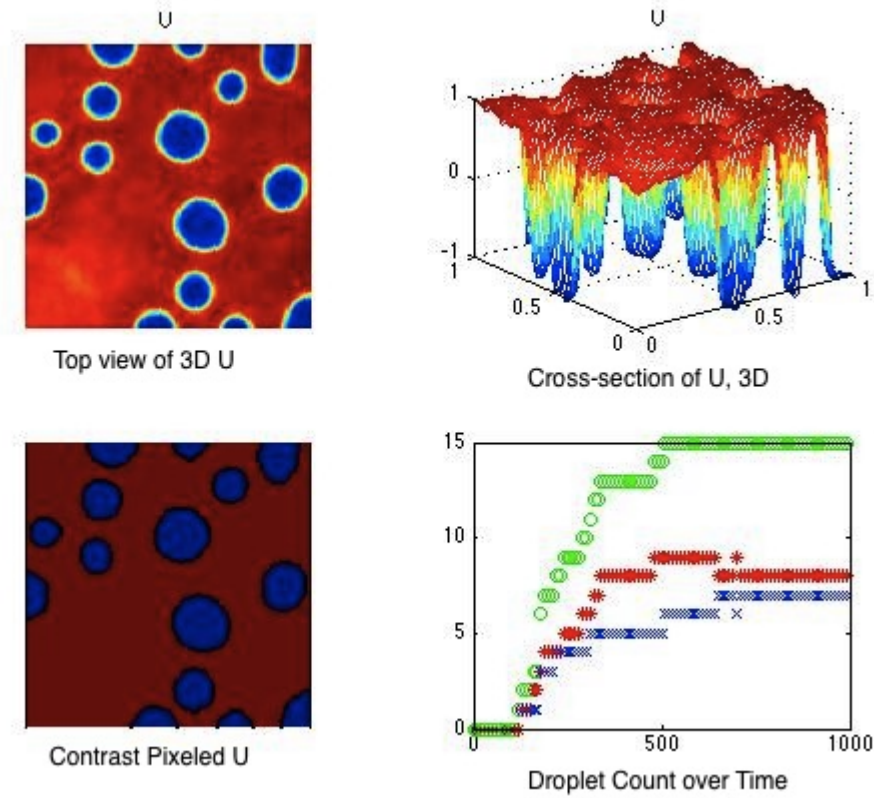 U
U
1
0
-1
1
0.5
0
0
0.5
1
Top view of 3D U
Cross-section of U, 3D
15
10
5
0
0
500
1000
Contrast Pixeled U
Droplet Count over Time